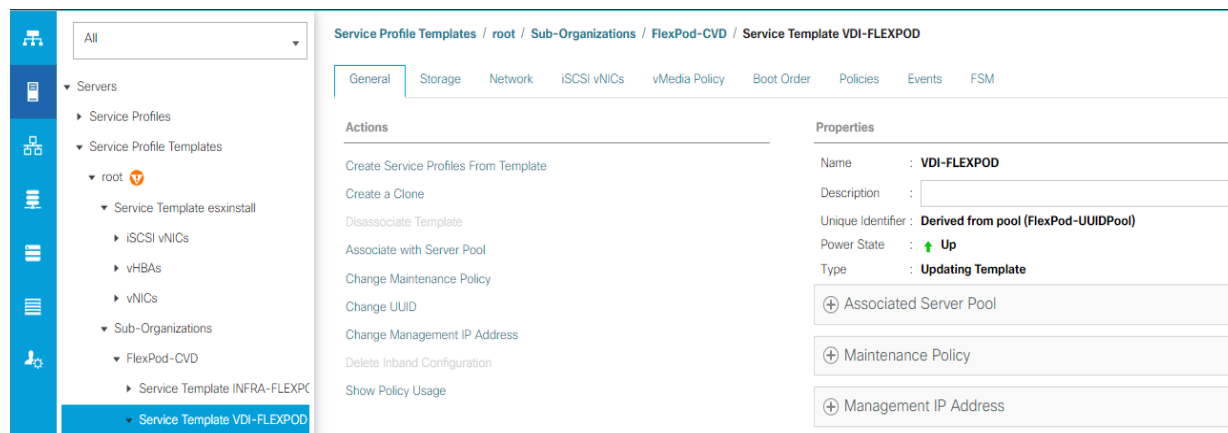 All
Servers
Service Profiles
Service Profile Templates
root
Service Template esxinstall
iSCSI vNICs
vHBAs
vNICs
Sub-Organizations
FlexPod-CVD
Service Template INFRA-FLEXPO
Service Template VDI-FLEXPOD
Service Profile Templates / root / Sub-Organizations / FlexPod-CVD / Service Template VDI-FLEXPOD
General Storage Network iSCSI vNICs vMedia Policy Boot Order Policies Events FSM
Actions
Create Service Profiles From Template
Create a Clone
Disassociate Template
Associate with Server Pool
Change Maintenance Policy
Change UUID
Change Management IP Address
Delete Inband Configuration
Show Policy Usage
Properties
Name : VDI-FLEXPOD
Description :
Unique Identifier : Derived from pool (FlexPod-UUIDPool)
Power State : Up
Type : Updating Template
Associated Server Pool
Maintenance Policy
Management IP Address